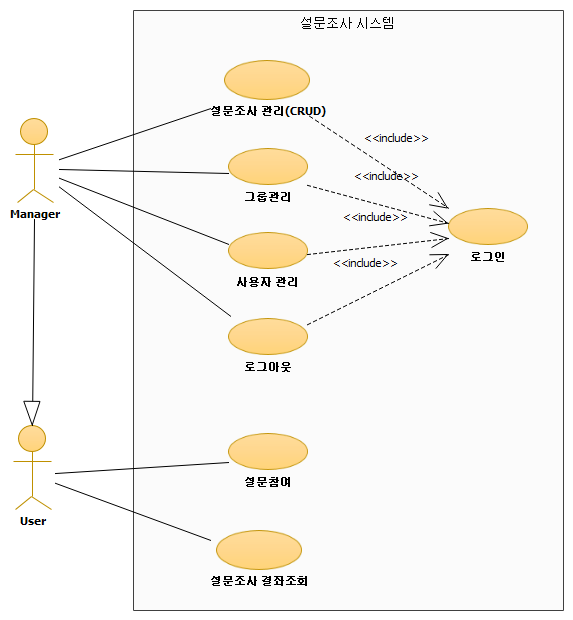 설문조사 시스템
설문조사 관리(CRUD)
<<include>>
그룹관리
<<include>>
Manager
<<include>>
로그인
사용자 관리
<<include>>
로그아웃
설문참여
User
설문조사 결좌조회